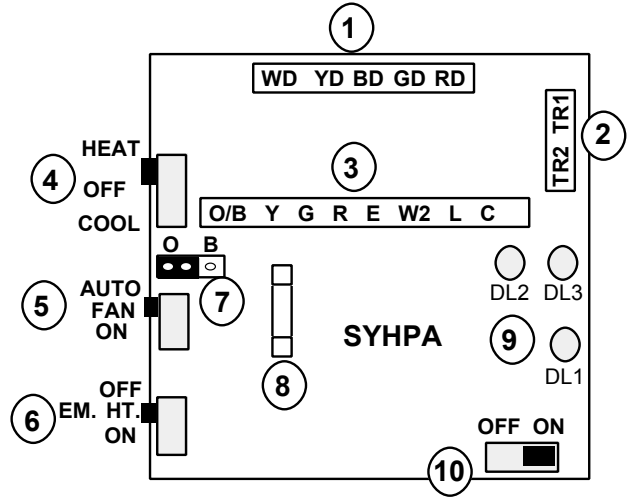 1
WD YD BD GD RD
TR2 TR1
2
HEAT
OFF
COOL
4
3
O/B Y G R E W2 L C
O B
7
AUTO
FAN
ON
5
DL2 DL3
9
DL1
SYHPA
8
OFF
EM. HT.
ON
6
OFF ON
10